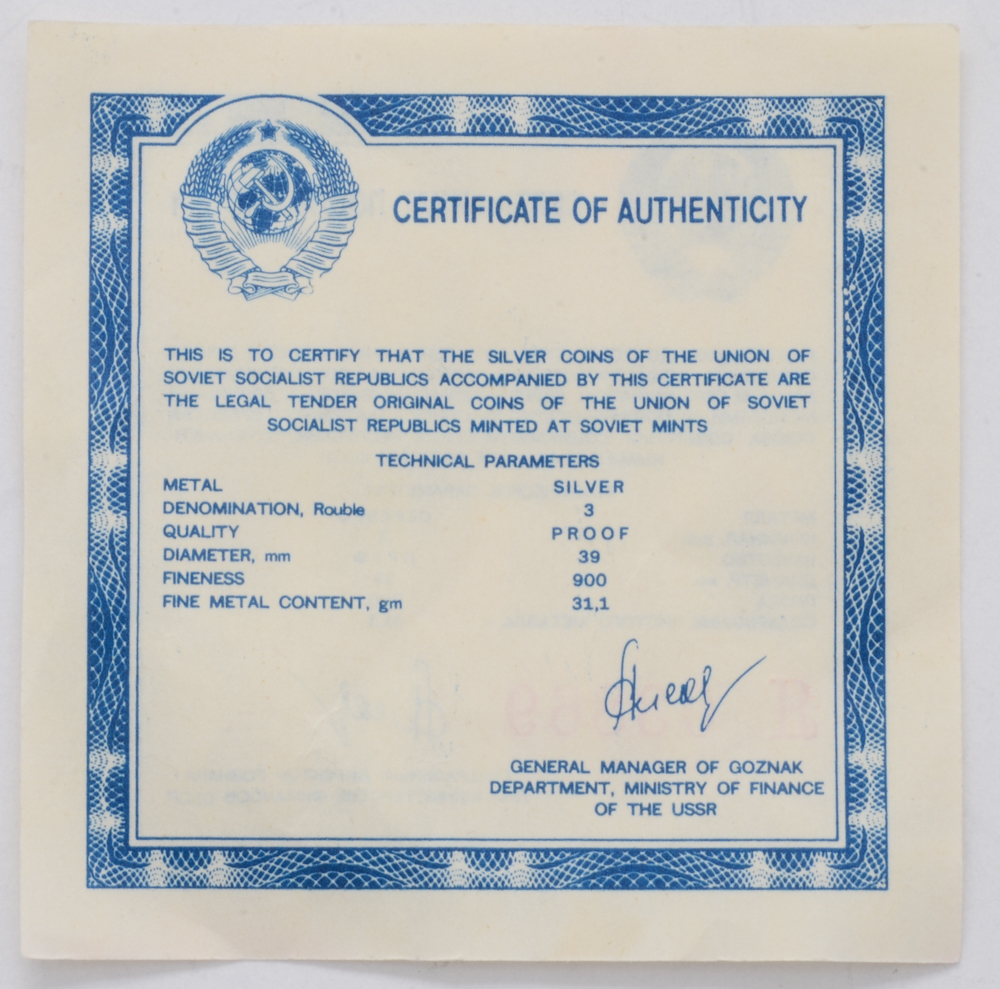 CERTIFICATE OF AUTHENTICITY
THIS IS TO CERTIFY THAT THE SILVER COINS OF THE UNION OF
SOVIET SOCIALIST REPUBLICS ACCOMPANIED BY THIS CERTIFICATE ARE
THE LEGAL TENDER ORIGINAL COINS OF THE UNION OF SOVIET
SOCIALIST REPUBLICS MINTED AT SOVIET MINTS
TECHNICAL PARAMETERS
METAL SILVER
DENOMINATION, Rouble 3
QUALITY PROOF
DIAMETER, mm 39
FINENESS 900
FINE METAL CONTENT, gm 31,1
GENERAL MANAGER OF GOZNAK
DEPARTMENT, MINISTRY OF FINANCE
OF THE USSR